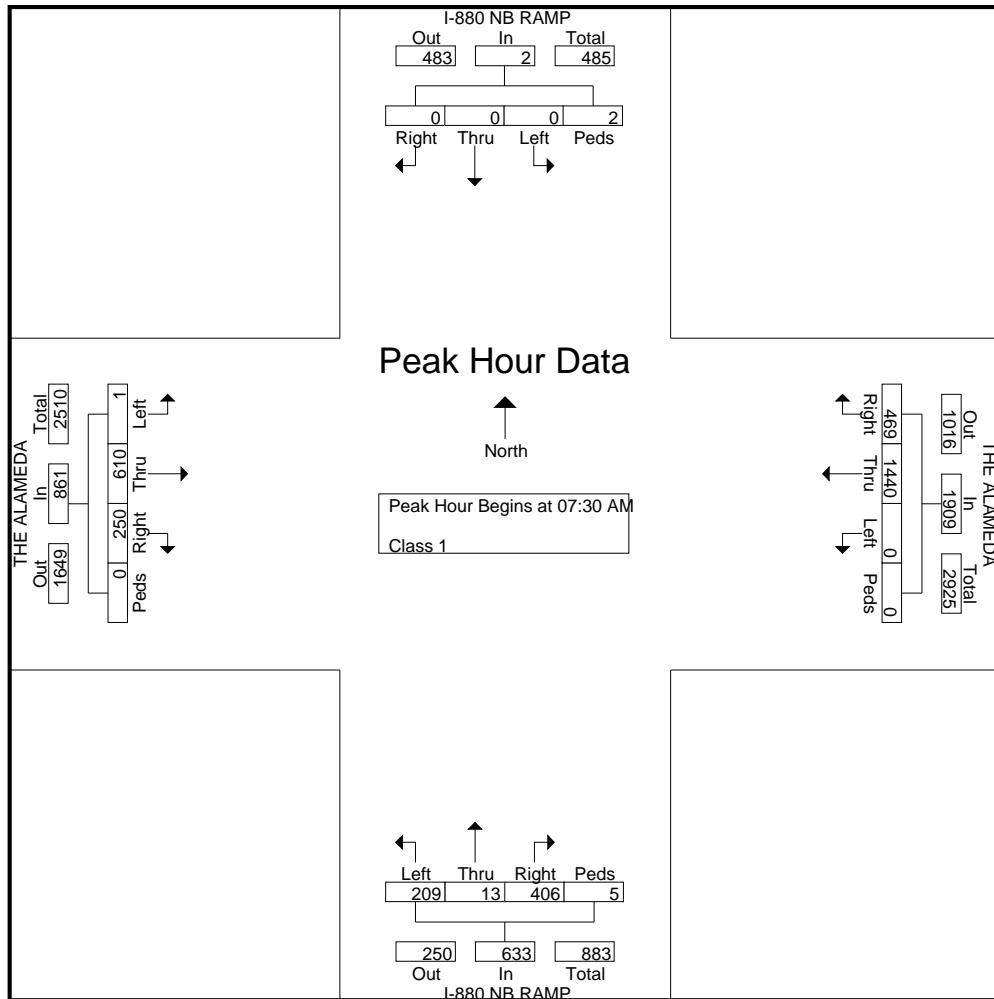 I-880 NB RAMP
Out In Total
483 2 485
0 0 0 2
Right Thru Left Peds
Peak Hour Data
North
Peak Hour Begins at 07:30 AM
Class 1
THE ALAMEDA
Total In Out
2510 861 1649
1 610 250 0
Left Thru Right Peds
THE ALAMEDA
Out In Total
1016 1909 2925
469 1440 0 0
Right Thru Left Peds
Left Thru Right Peds
209 13 406 5
250 633 883
Out In Total
I-880 NB RAMP